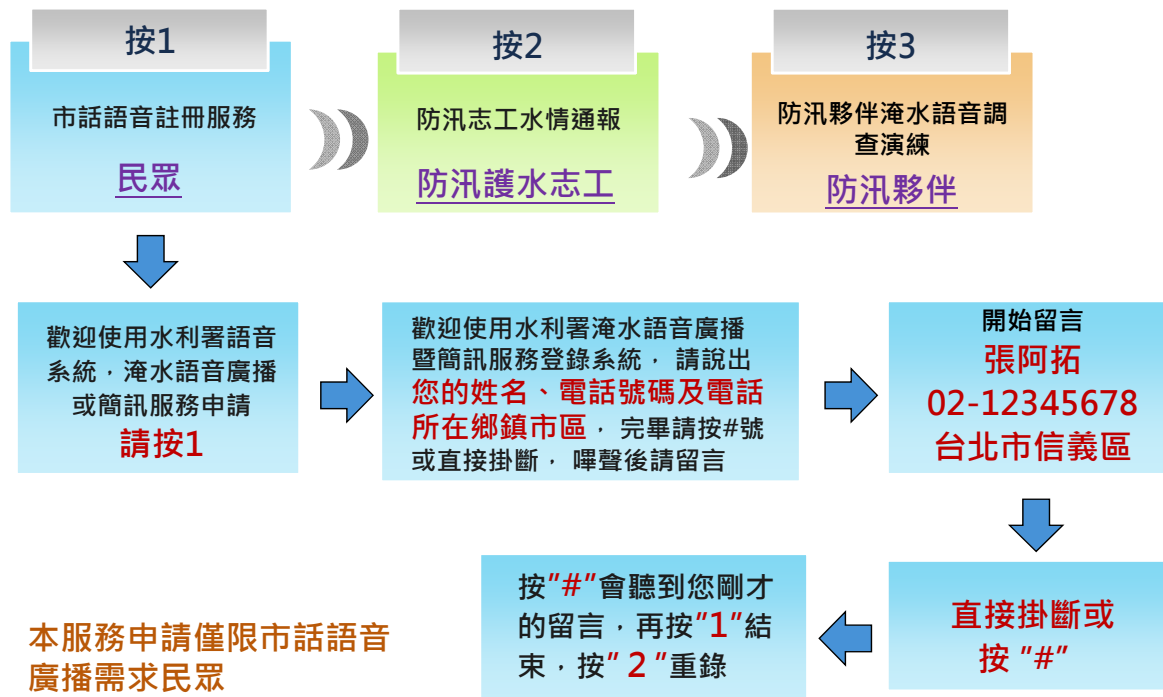 按1
市話語音註冊服務
民眾
按2
防汛志工水情通報
防汛護水志工
按3
防汛夥伴淹水語音調
查演練
防汛夥伴
歡迎使用水利署語音
系統，淹水語音廣播
或簡訊服務申請
請按1
歡迎使用水利署淹水語音廣播
暨簡訊服務登錄系統， 請說出
您的姓名、電話號碼及電話
所在鄉鎮市區， 完畢請按#號
或直接掛斷， 嗶聲後請留言
開始留言
張阿拓
02-12345678
台北市信義區
直接掛斷或
按 "#"
按"#"會聽到您剛才
的留言，再按"1"結
束，按" 2 "重錄
本服務申請僅限市話語音
廣播需求民眾